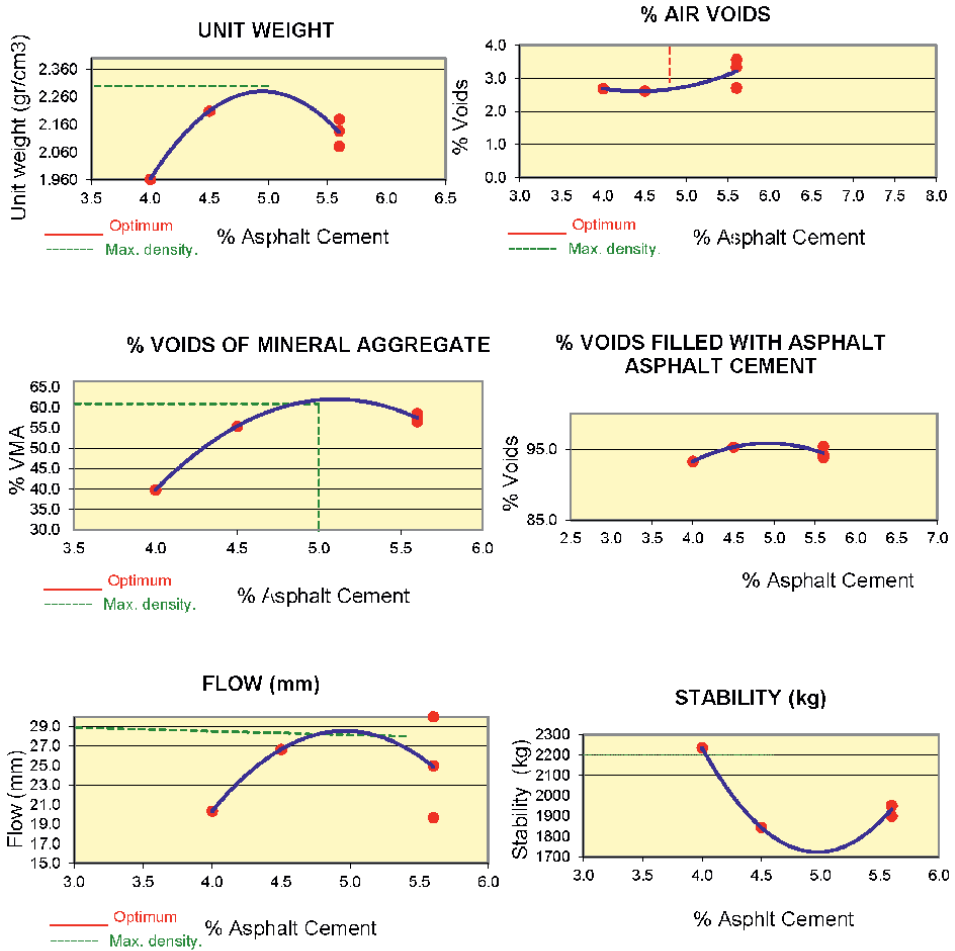 UNIT WEIGHT
Unit weight (gr/cm3)
2.360
2.260
2.160
2.060
1.960
3.5 4.0 4.5 5.0 5.5 6.0 6.5
Optimum
Max. density.
% Asphalt Cement
% AIR VOIDS
% Voids
4.0
3.0
2.0
1.0
0.0
3.0 3.5 4.0 4.5 5.0 5.5 6.0 6.5 7.0 7.5 8.0
Optimum
Max. density.
% Asphalt Cement
% VOIDS OF MINERAL AGGREGATE
% VMA
65.0
60.0
55.0
50.0
45.0
40.0
35.0
30.0
3.5 4.0 4.5 5.0 5.5 6.0
Optimum
Max. density.
% Asphalt Cement
% VOIDS FILLED WITH ASPHALT
ASPHALT CEMENT
% Voids
95.0
85.0
2.5 3.0 3.5 4.0 4.5 5.0 5.5 6.0 6.5 7.0
% Asphalt Cement
FLOW (mm)
Flow (mm)
29.0
27.0
25.0
23.0
21.0
19.0
17.0
15.0
3.0 4.0 5.0 6.0
Optimum
Max. density.
% Asphalt Cement
STABILITY (kg)
Stability (kg)
2300
2200
2100
2000
1900
1800
1700
3.0 3.5 4.0 4.5 5.0 5.5 6.0
% Asphlt Cement